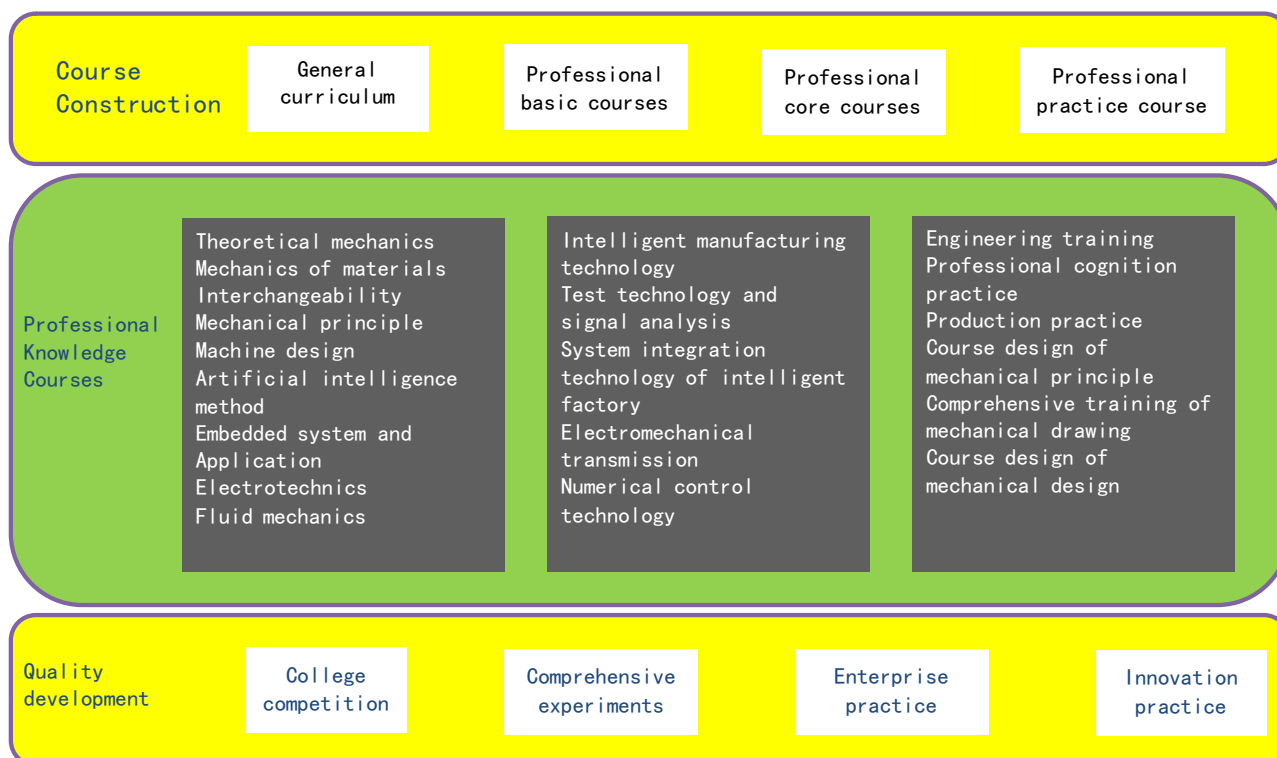 Course
Construction
General
curriculum
Professional
basic courses
Professional
core courses
Professional
practice course
Professional
Knowledge
Courses
Theoretical mechanics
Mechanics of materials
Interchangeability
Mechanical principle
Machine design
Artificial intelligence
method
Embedded system and
Application
Electrotechnics
Fluid mechanics
Intelligent manufacturing
technology
Test technology and
signal analysis
System integration
technology of intelligent
factory
Electromechanical
transmission
Numerical control
technology
Engineering training
Professional cognition
practice
Production practice
Course design of
mechanical principle
Comprehensive training of
mechanical drawing
Course design of
mechanical design
Quality
development
College
competition
Comprehensive
experiments
Enterprise
practice
Innovation
practice